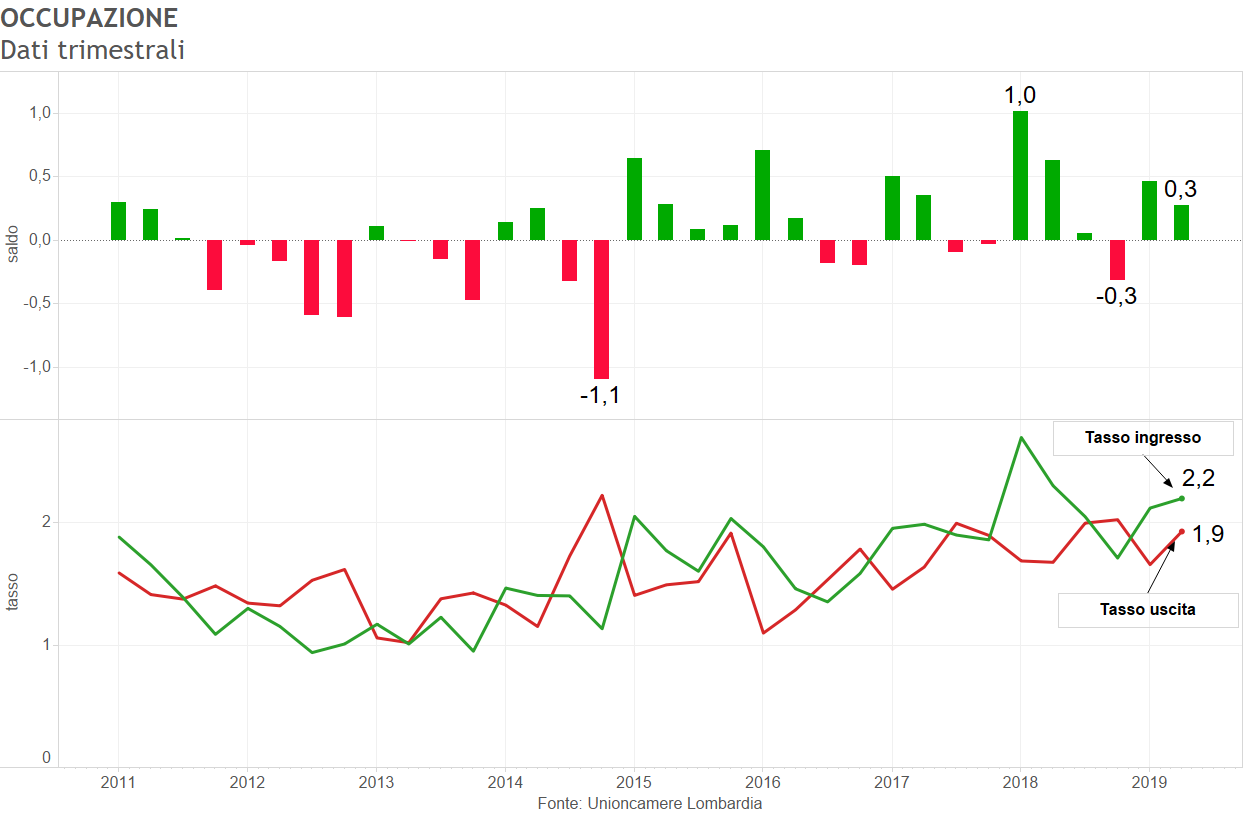 OCCUPAZIONE
Dati trimestrali
1,0
0,5
0,0
-0,5
-1,0
saldo
1,0
0,3
-0,3
-1,1
2
1
0
tasso
Tasso ingresso
2,2
1,9
Tasso uscita
2011 2012 2013 2014 2015 2016 2017 2018 2019
Fonte: Unioncamere Lombardia